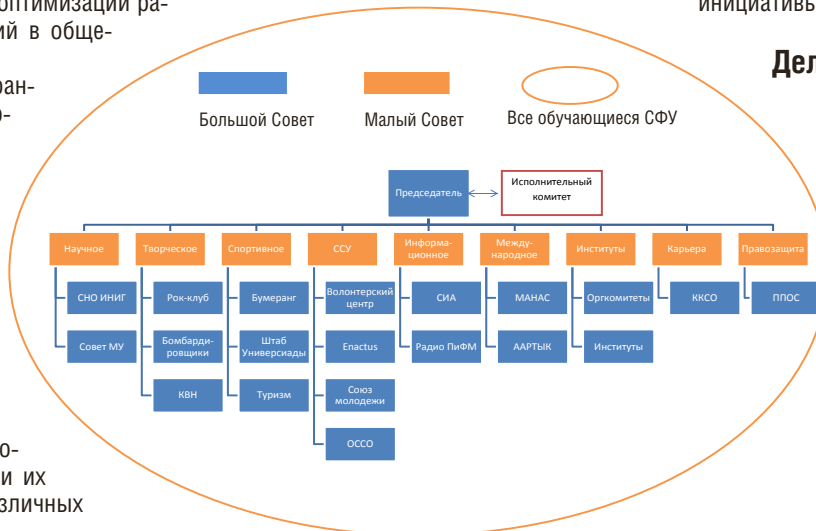 оптимизации ра-
ий в обще-
ран-
о-
инициативы
Дел
Большой Совет
Малый Совет
Все обучающиеся СФУ
Председатель
Исполнительный
комитет
Научное
Творческое
Спортивное
ССУ
Информа-
ционное
Между-
народное
Институты
Карьера
Правозащита
СНО ИНИГ
Рок-клуб
Бумеранг
Волонтерский
центр
СИА
МАНАС
Оргкомитеты
ККСО
ППОС
Совет МУ
Бомбарди-
ровщики
Штаб
Универсиады
Enactus
Радио ПиФМ
ААРТЫК
Институты
КВН
Туризм
Союз
молодежи
ОССО
о-
и их
зличных